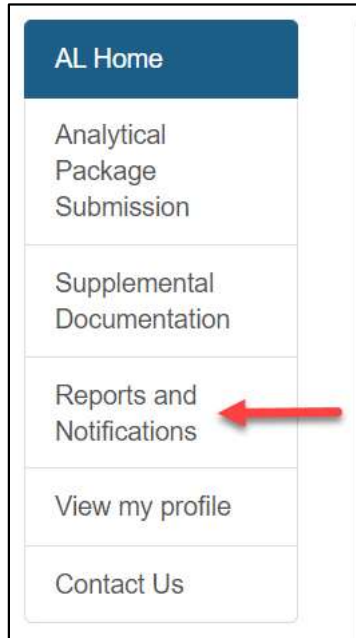 AL Home
Analytical
Package
Submission
Supplemental
Documentation
Reports and
Notifications
View my profile
Contact Us